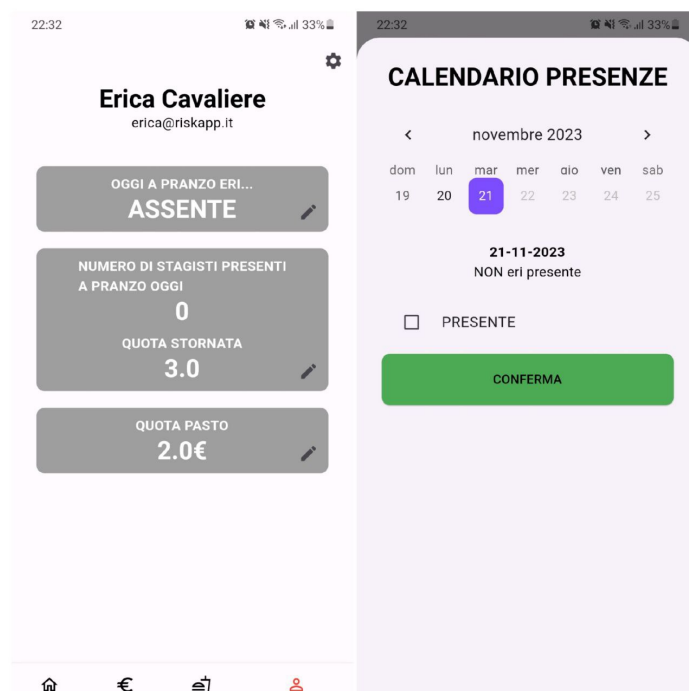 22:32
33%
Erica Cavaliere
erica@riskapp.it
OGGI A PRANZO ERI...
ASSENTE
NUMERO DI STAGISTI PRESENTI
A PRANZO OGGI
0
QUOTA STORNATA
3.0
QUOTA PASTO
2.0€
€
22:32
33%
CALENDARIO PRESENZE
< novembre 2023 >
dom lun mar mer gio ven sab
19 20 21 22 23 24 25
21-11-2023
NON eri presente
PRESENTE
CONFERMA